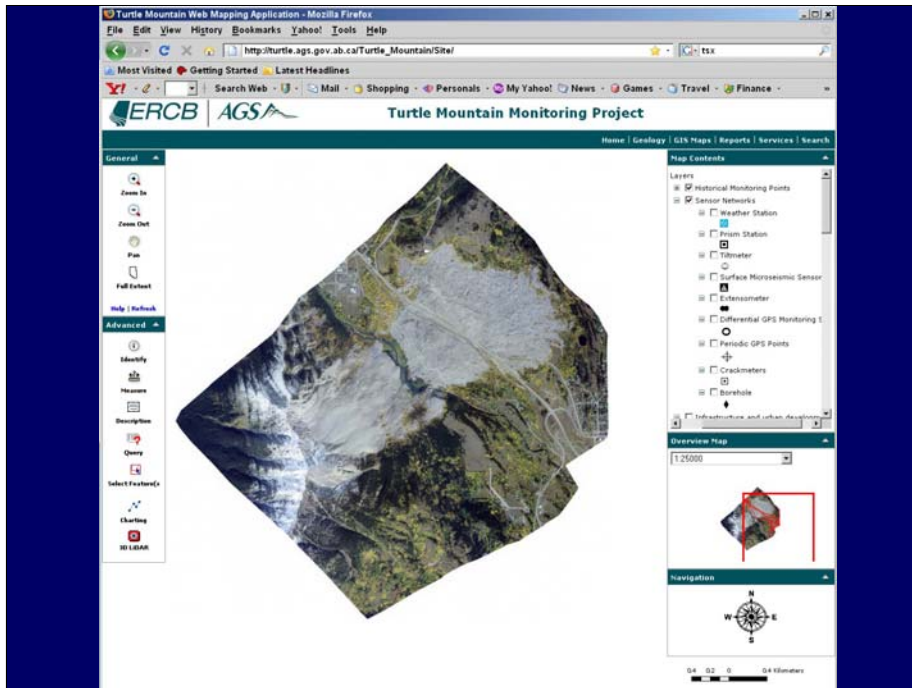 Turtle Mountain Web Mapping Application - Mozilla Firefox
File Edit View History Bookmarks Yahoo! Tools Help
http://turtle.ags.gov.ab.ca/Turtle_Mountain/Site/
tsx
Most Visited Getting Started Latest Headlines
Y! Search Web Mail Shopping Personals My Yahoo! News Games Travel Finance »
ERCB AGS Turtle Mountain Monitoring Project
Home | Geology | GIS Maps | Reports | Services | Search
General
Zoom In
Zoom Out
Pan
Full Extent
Help | Refresh
Advanced
Identify
Measure
Description
Query
Select Feature(s
Charting
3D LiDAR
Map Contents
Layers
Historical Monitoring Points
Sensor Networks
Weather Station
Prism Station
Tiltmeter
Surface Microseismic Sensor
Extensometer
Differential GPS Monitoring S
Periodic GPS Points
Crackmeters
Borehole
Infrastructure and urban developm
Overview Map
1:25000
Navigation
N
W E
S
0.4 0.2 0 0.4 Kilometers